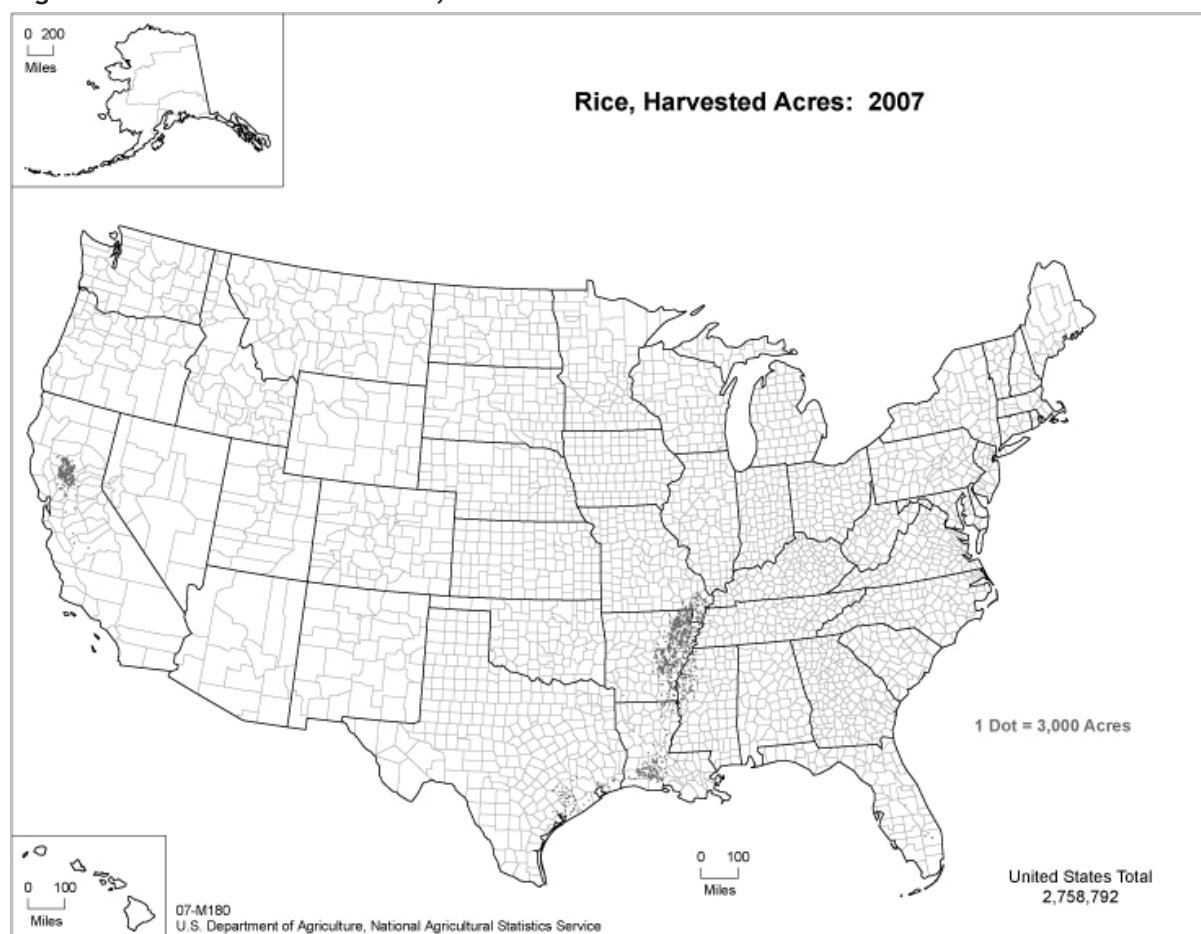 0 200
Miles
Rice, Harvested Acres: 2007
1 Dot = 3,000 Acres
0 100
Miles
United States Total
2,758,792
0 100
Miles
07-M180
U.S. Department of Agriculture, National Agricultural Statistics Service